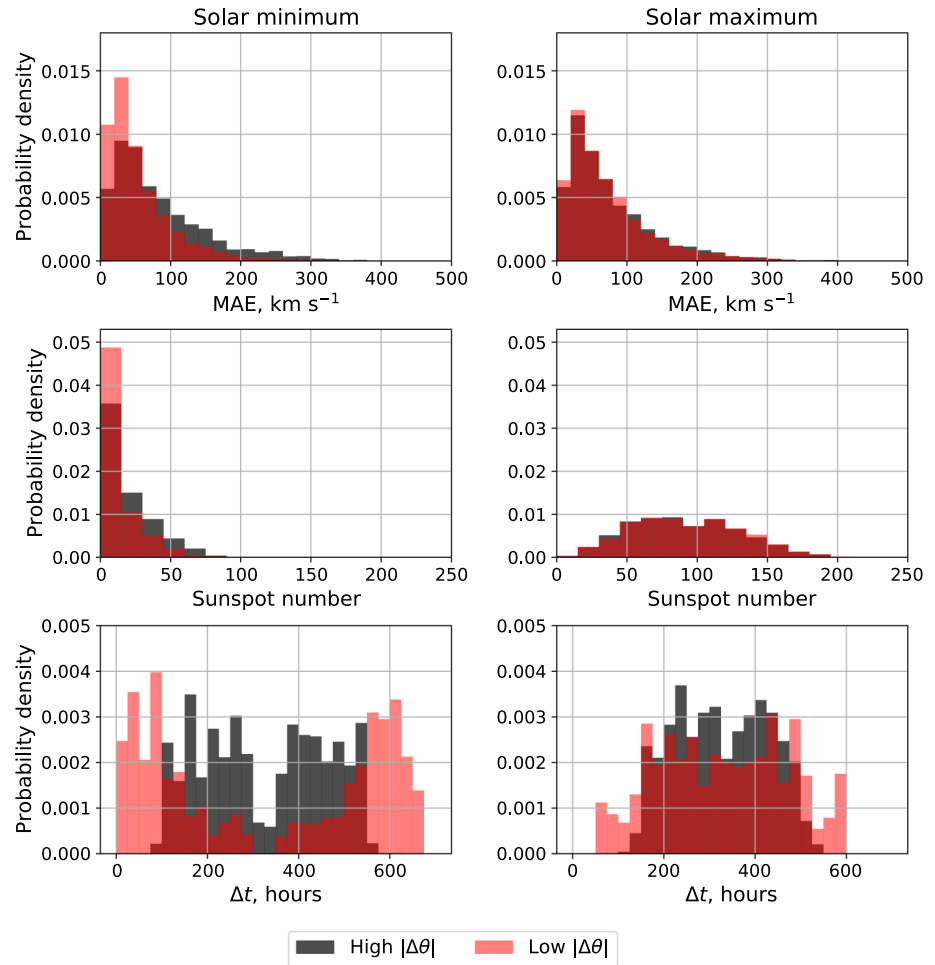 Solar minimum
Solar maximum
Probability density
0.015
0.010
0.005
0.000
0 100 200 300 400 500
MAE, km s⁻¹
0.015
0.010
0.005
0.000
0 100 200 300 400 500
MAE, km s⁻¹
Probability density
0.05
0.04
0.03
0.02
0.01
0.00
0 50 100 150 200 250
Sunspot number
0.05
0.04
0.03
0.02
0.01
0.00
0 50 100 150 200 250
Sunspot number
Probability density
0.005
0.004
0.003
0.002
0.001
0.000
0 200 400 600
Δt, hours
0.005
0.004
0.003
0.002
0.001
0.000
0 200 400 600
Δt, hours
High |Δθ| Low |Δθ|